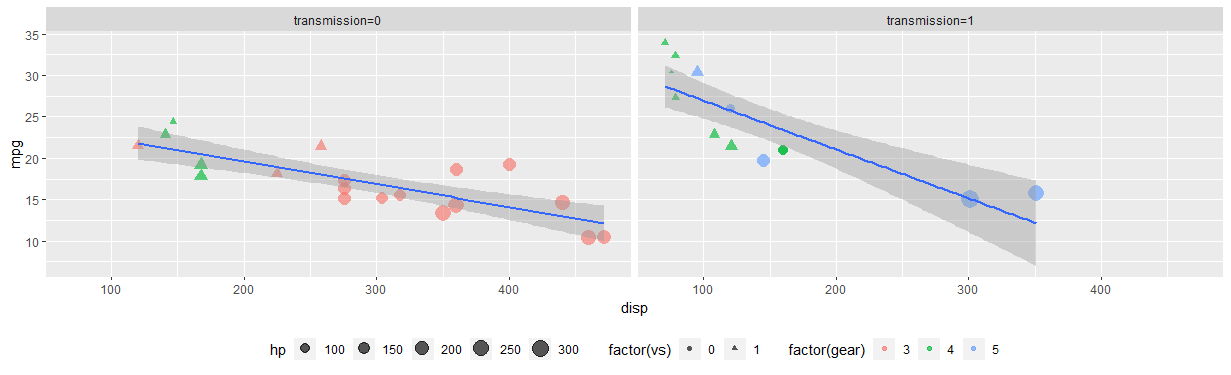 transmission=0 transmission=1
35
30
25
20
15
10
mpg
100 200 300 400 100 200 300 400
disp
hp 100 150 200 250 300 factor(vs) 0 1 factor(gear) 3 4 5